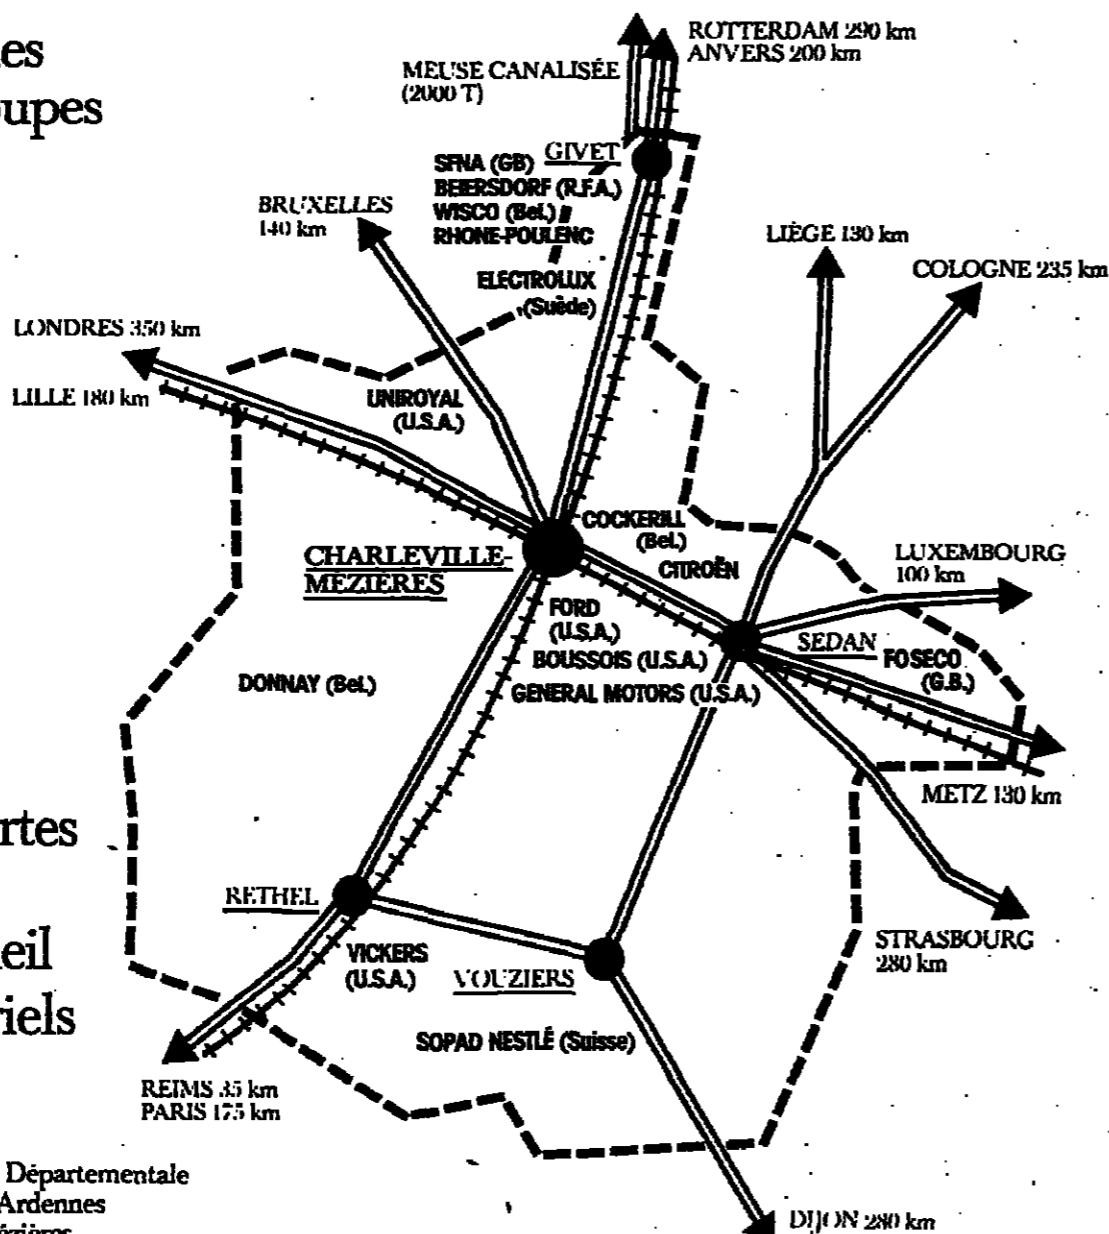 es
upes
ROTTERDAM 290 km
ANVERS 200 km
MEUSE CANALISÉE
(2000 T)
GIVET
SFNA (GB)
BEIERSDORF (R.F.A.)
WISCO (Bel.)
RHONE-POULENC
ELECTROLUX
(Suède)
BRUXELLES
140 km
LIÈGE 130 km
COLOGNE 235 km
LONDRES 350 km
LILLE 180 km
UNIROYAL
(U.S.A.)
COCKERILL
(Bel.)
CITROËN
CHARLEVILLE-
MÉZIÈRES
LUXEMBOURG
100 km
FORD
(U.S.A.)
BOUSSOIS (U.S.A.)
GENERAL MOTORS (U.S.A.)
SEDAN
FOSECO
(G.B.)
DONNAY (Bel.)
METZ 130 km
rtes
RETHEL
VICKERS
(U.S.A.)
VOUZIERS
STRASBOURG
280 km
eil
riels
SOPAD NESTLÉ (Suisse)
REIMS 35 km
PARIS 175 km
Départementale
Ardennes
ézières
DIJON 280 km